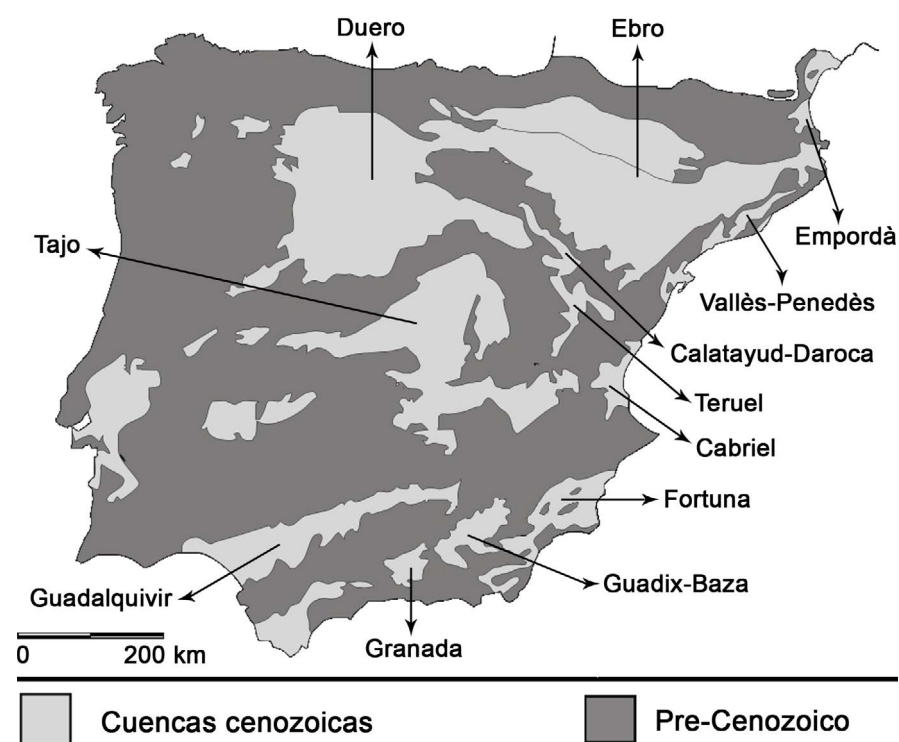 Duero
Ebro
Tajo
Empordà
Vallès-Penedès
Calatayud-Daroca
Teruel
Cabriel
Fortuna
Guadix-Baza
Guadalquivir
Granada
0 200 km
Cuencas cenozoicas
Pre-Cenozoico